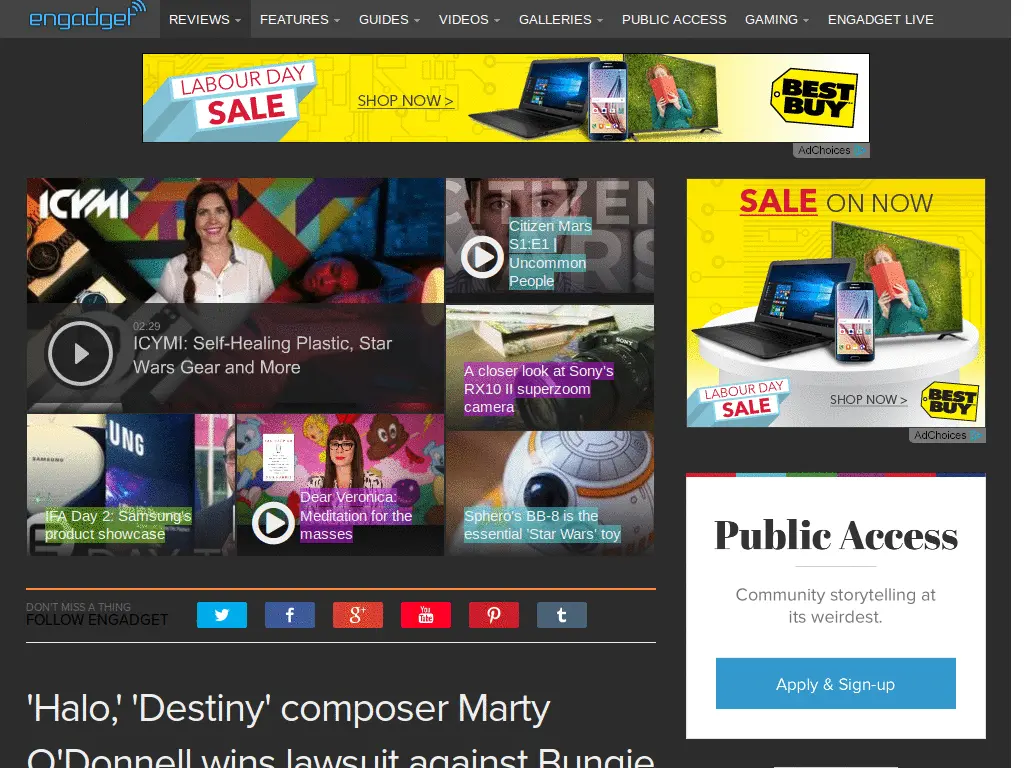 engadget
REVIEWS
FEATURES
GUIDES
VIDEOS
GALLERIES
PUBLIC ACCESS
GAMING
ENGADGET LIVE
LABOUR DAY
SALE
SHOP NOW >
BEST
BUY
AdChoices
ICYMI
02:29
ICYMI: Self-Healing Plastic, Star
Wars Gear and More
CITIZEN
Citizen Mars
S1:E1 |
Uncommon
People
SONY
A closer look at Sony's
RX10 II superzoom
camera
SAMSUNG
IFA Day 2: Samsung's
product showcase
Dear Veronica:
Meditation for the
masses
Sphero's BB-8 is the
essential 'Star Wars' toy
SALE ON NOW
LABOUR DAY
SALE
SHOP NOW >
BEST
BUY
AdChoices
DON'T MISS A THING
FOLLOW ENGADGET
f
g+
You
Tube
t
Public Access
Community storytelling at
its weirdest.
Apply & Sign-up
'Halo,' 'Destiny' composer Marty
O'Donnell wins lawsuit against Bungie